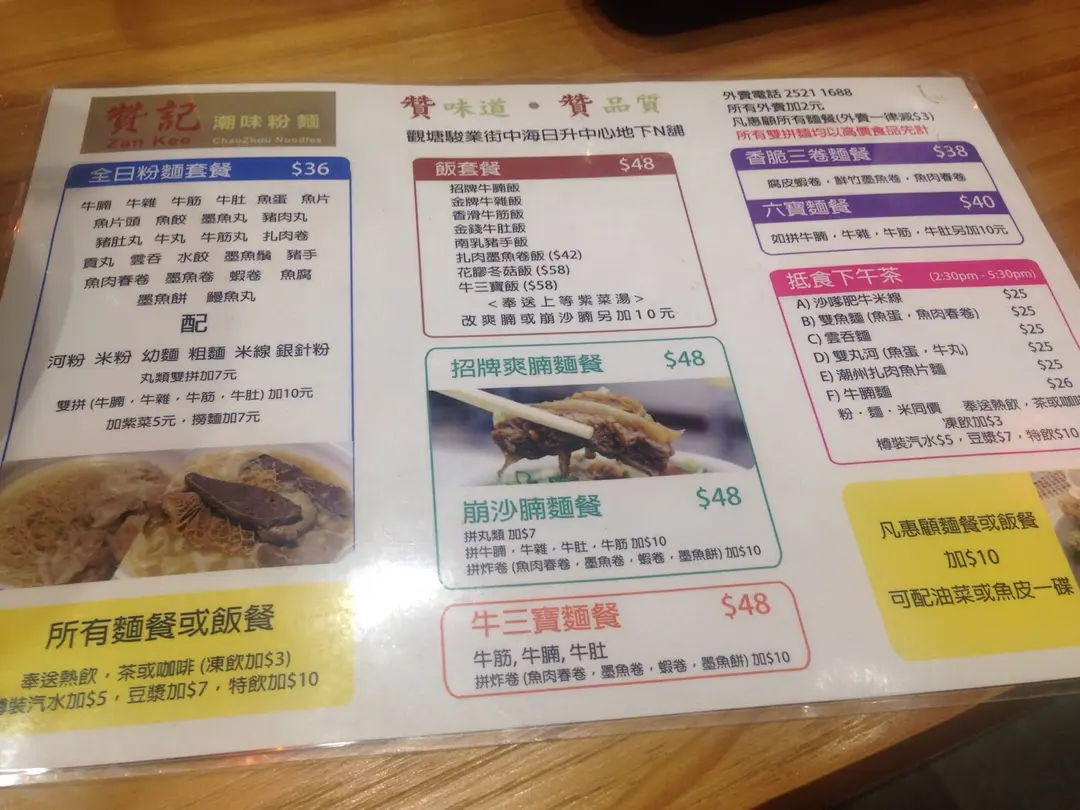 贊記 潮味粉麵
Zan Kee ChaoZhou Noodles
贊味道 • 贊品質
觀塘駿業街中海日升中心地下N舖
外賣電話 2521 1688
所有外賣加2元
凡惠顧所有麵餐(外賣一律減$3)
所有雙拼麵均以高價食品先計
全日粉麵套餐 $36
牛腩 牛雜 牛筋 牛肚 魚蛋 魚片
魚片頭 魚餃 墨魚丸 豬肉丸
豬肚丸 牛丸 牛筋丸 扎肉卷
貢丸 雲吞 水餃 墨魚鬚 豬手
魚肉春卷 墨魚卷 蝦卷 魚腐
墨魚餅 鰻魚丸
配
河粉 米粉 幼麵 粗麵 米線 銀針粉
丸類雙拼加7元
雙拼 (牛腩，牛雜，牛筋，牛肚) 加10元
加紫菜5元，撈麵加7元
所有麵餐或飯餐
奉送熱飲，茶或咖啡 (凍飲加$3)
樽裝汽水加$5，豆漿加$7，特飲加$10
飯套餐 $48
招牌牛腩飯
金牌牛雜飯
香滑牛筋飯
金錢牛肚飯
南乳豬手飯
扎肉墨魚卷飯 ($42)
花膠冬菇飯 ($58)
牛三寶飯 ($58)
<奉送上等紫菜湯>
改爽腩或崩沙腩另加10元
招牌爽腩麵餐 $48
崩沙腩麵餐 $48
拼丸類 加$7
拼牛腩，牛雜，牛肚，牛筋 加$10
拼炸卷 (魚肉春卷，墨魚卷，蝦卷，墨魚餅) 加$10
牛三寶麵餐 $48
牛筋, 牛腩, 牛肚
拼炸卷 (魚肉春卷，墨魚卷，蝦卷，墨魚餅) 加$10
香脆三卷麵餐 $38
腐皮蝦卷，鮮竹墨魚卷，魚肉春卷
六寶麵餐 $40
如拼牛腩，牛雜，牛筋，牛肚另加10元
抵食下午茶 (2:30pm - 5:30pm)
A) 沙嗲肥牛米線 $25
B) 雙魚麵 (魚蛋，魚肉春卷) $25
C) 雲吞麵 $25
D) 雙丸河 (魚蛋，牛丸) $25
E) 潮州扎肉魚片麵 $25
F) 牛腩麵 $26
粉．麵．米同價 奉送熱飲，茶或咖啡
凍飲加$3
樽裝汽水$5，豆漿$7，特飲$10
凡惠顧麵餐或飯餐
加$10
可配油菜或魚皮一碟